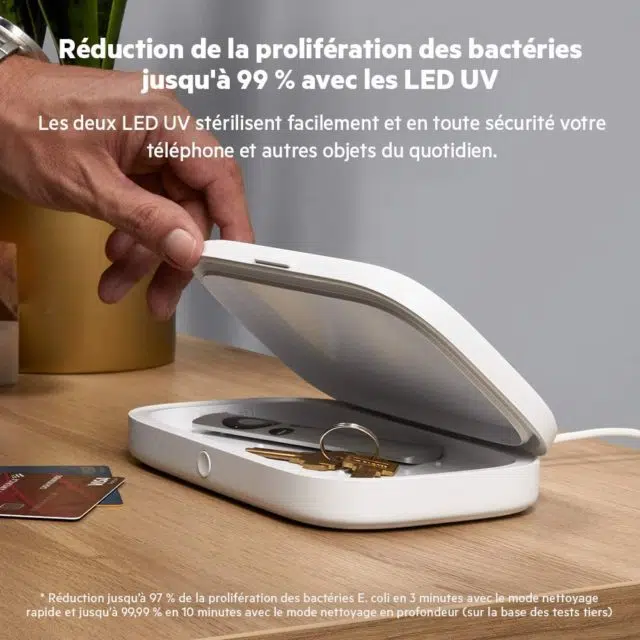 Réduction de la prolifération des bactéries
jusqu'à 99 % avec les LED UV
Les deux LED UV stérilisent facilement et en toute sécurité votre
téléphone et autres objets du quotidien.
* Réduction jusqu'à 97 % de la prolifération des bactéries E. coli en 3 minutes avec le mode nettoyage
rapide et jusqu'à 99,99 % en 10 minutes avec le mode nettoyage en profondeur (sur la base des tests tiers)